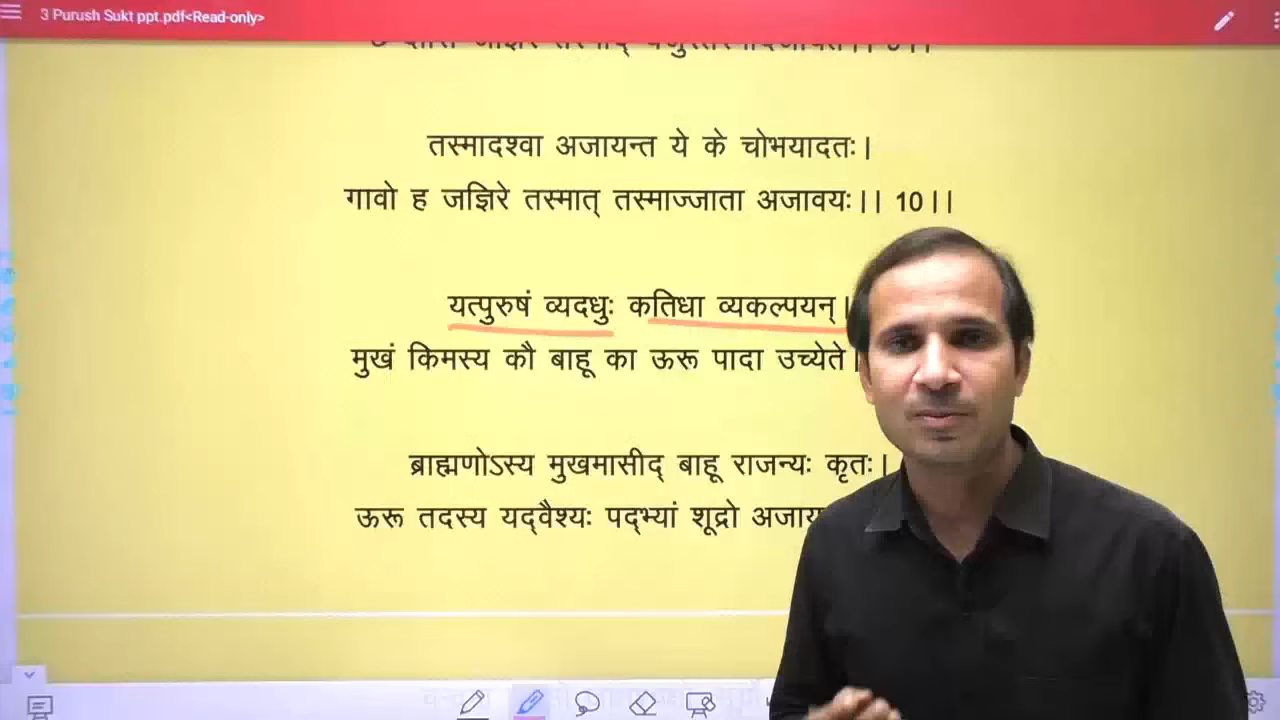 3 Purush Sukt ppt.pdf<Read-only>
तस्मादश्वा अजायन्त ये के चोभयादतः।
गावो ह जज्ञिरे तस्मात् तस्माज्जाता अजावयः।। 10।।
यत्पुरुषं व्यदधुः कतिधा व्यकल्पयन्।
मुखं किमस्य कौ बाहू का ऊरू पादा उच्येते।
ब्राह्मणोऽस्य मुखमासीद् बाहू राजन्यः कृतः।
ऊरू तदस्य यद्वैश्यः पद्भ्यां शूद्रो